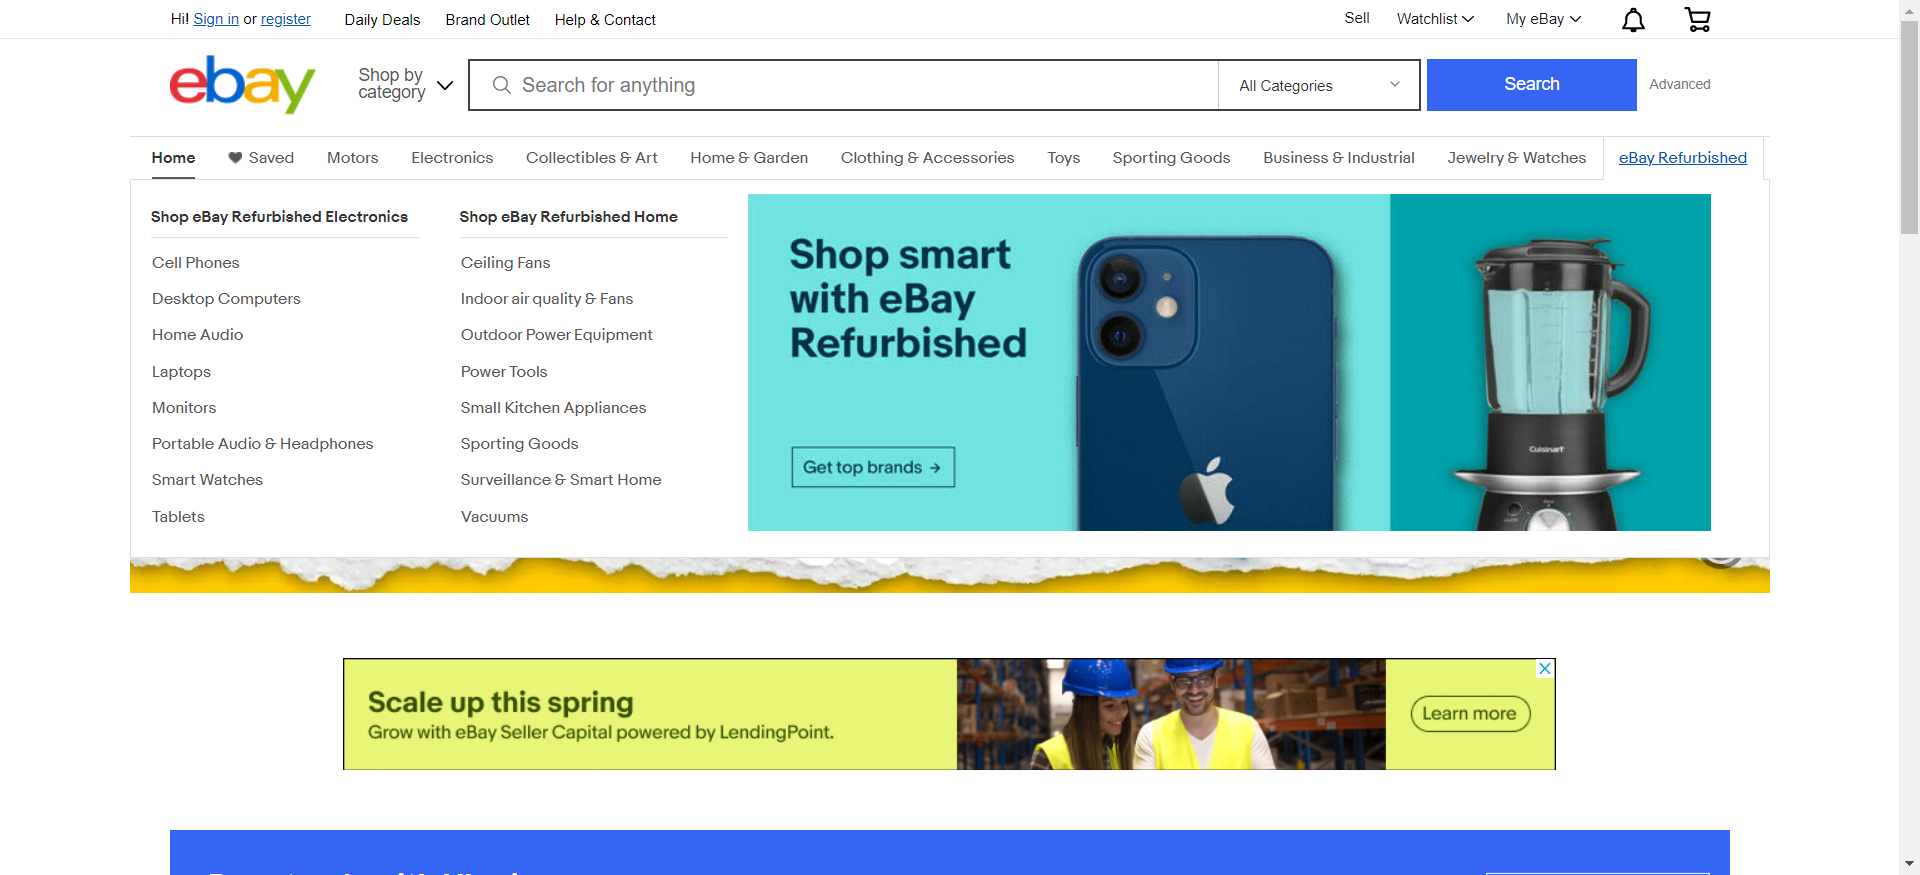 Hi! Sign in or register
Daily Deals
Brand Outlet
Help & Contact
Sell
Watchlist
My eBay
ebay
Shop by
category
Search for anything
All Categories
Search
Advanced
Home
Saved
Motors
Electronics
Collectibles & Art
Home & Garden
Clothing & Accessories
Toys
Sporting Goods
Business & Industrial
Jewelry & Watches
eBay Refurbished
Shop eBay Refurbished Electronics
Cell Phones
Desktop Computers
Home Audio
Laptops
Monitors
Portable Audio & Headphones
Smart Watches
Tablets
Shop eBay Refurbished Home
Ceiling Fans
Indoor air quality & Fans
Outdoor Power Equipment
Power Tools
Small Kitchen Appliances
Sporting Goods
Surveillance & Smart Home
Vacuums
Shop smart
with eBay
Refurbished
Get top brands →
Cuisinart
Scale up this spring
Grow with eBay Seller Capital powered by LendingPoint.
Learn more